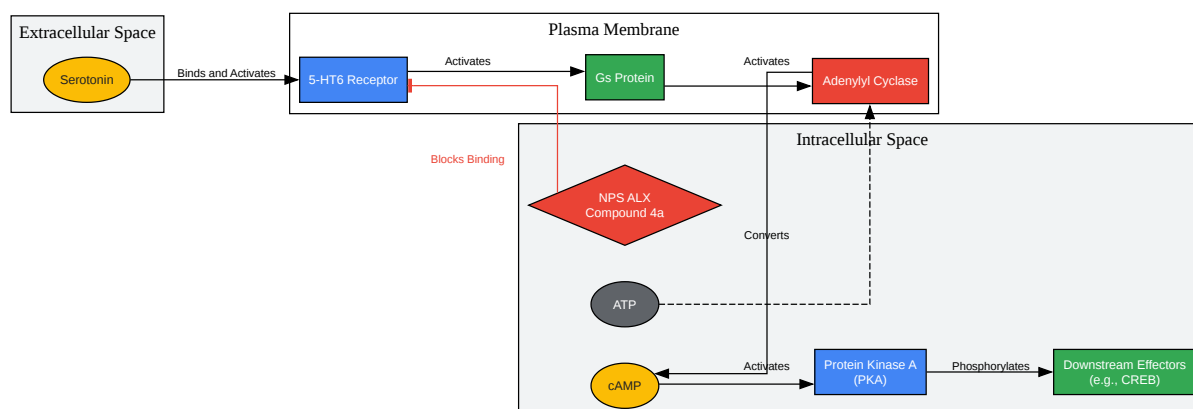 Extracellular Space
Plasma Membrane
Serotonin
Binds and Activates
5-HT6 Receptor
Activates
Gs Protein
Activates
Adenylyl Cyclase
Intracellular Space
Blocks Binding
NPS ALX
Compound 4a
Converts
ATP
cAMP
Activates
Protein Kinase A
(PKA)
Phosphorylates
Downstream Effectors
(e.g., CREB)